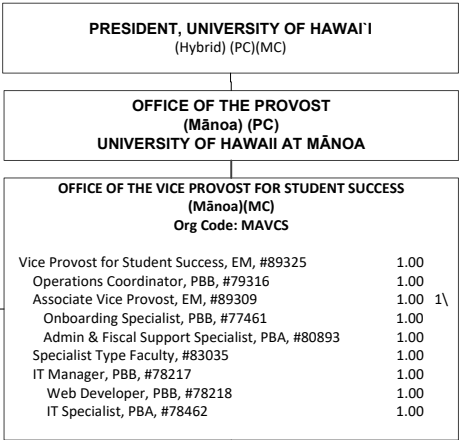 PRESIDENT, UNIVERSITY OF HAWAI`I
(Hybrid) (PC)(MC)
OFFICE OF THE PROVOST
(Mānoa) (PC)
UNIVERSITY OF HAWAII AT MĀNOA
OFFICE OF THE VICE PROVOST FOR STUDENT SUCCESS
(Mānoa)(MC)
Org Code: MAVCS
Vice Provost for Student Success, EM, #89325 1.00
Operations Coordinator, PBB, #79316 1.00
Associate Vice Provost, EM, #89309 1.00 1\
Onboarding Specialist, PBB, #77461 1.00
Admin & Fiscal Support Specialist, PBA, #80893 1.00
Specialist Type Faculty, #83035 1.00
IT Manager, PBB, #78217 1.00
Web Developer, PBB, #78218 1.00
IT Specialist, PBA, #78462 1.00